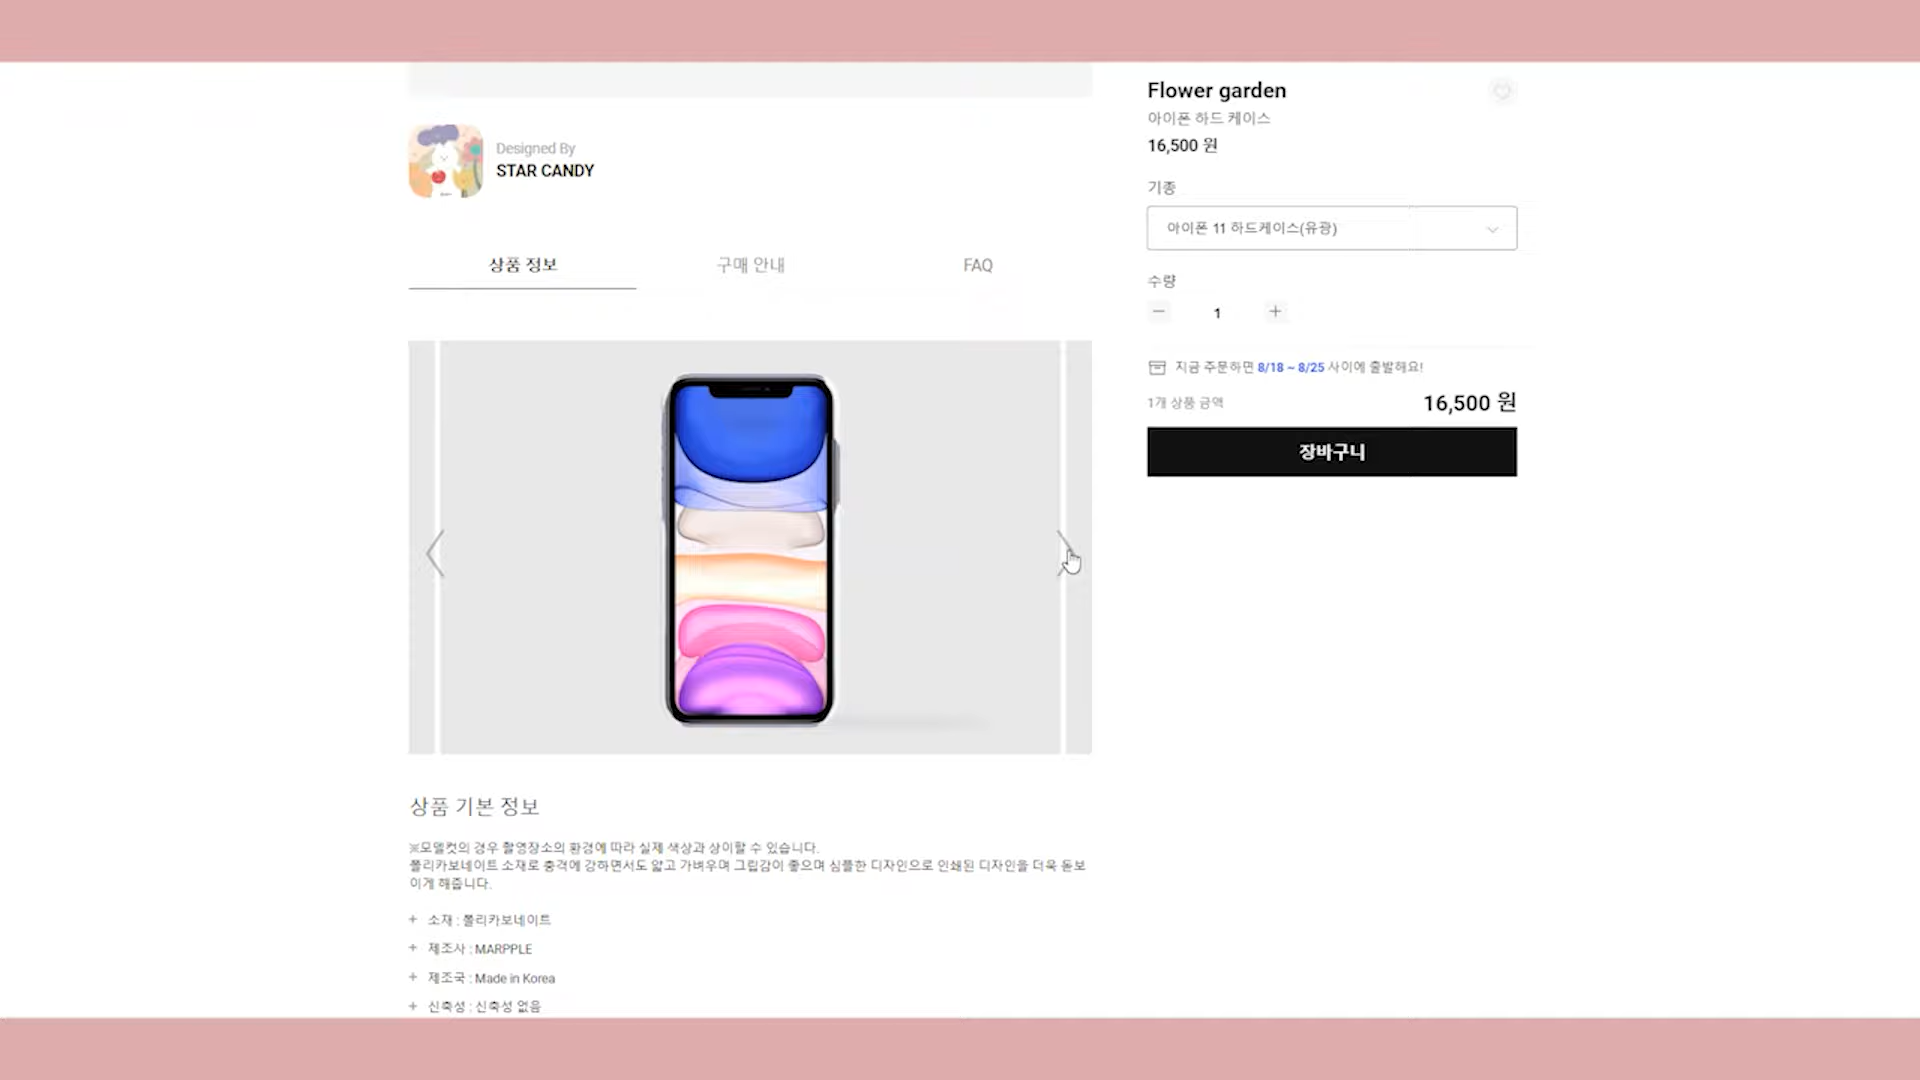 Designed By
STAR CANDY
상품 정보
구매 안내
FAQ
상품 기본 정보
※모델컷의 경우 촬영장소의 환경에 따라 실제 색상과 상이할 수 있습니다.
폴리카보네이트 소재로 충격에 강하면서도 얇고 가벼우며 그립감이 좋으며 심플한 디자인으로 인쇄된 디자인을 더욱 돋보
이게 해줍니다.
+ 소재 : 폴리카보네이트
+ 제조사 : MARPPLE
+ 제조국 : Made in Korea
+ 신축성 : 신축성 없음
Flower garden
아이폰 하드 케이스
16,500 원
기종
아이폰 11 하드케이스(유광)
수량
1
지금 주문하면 8/18 ~ 8/25 사이에 출발해요!
1개 상품 금액
16,500 원
장바구니